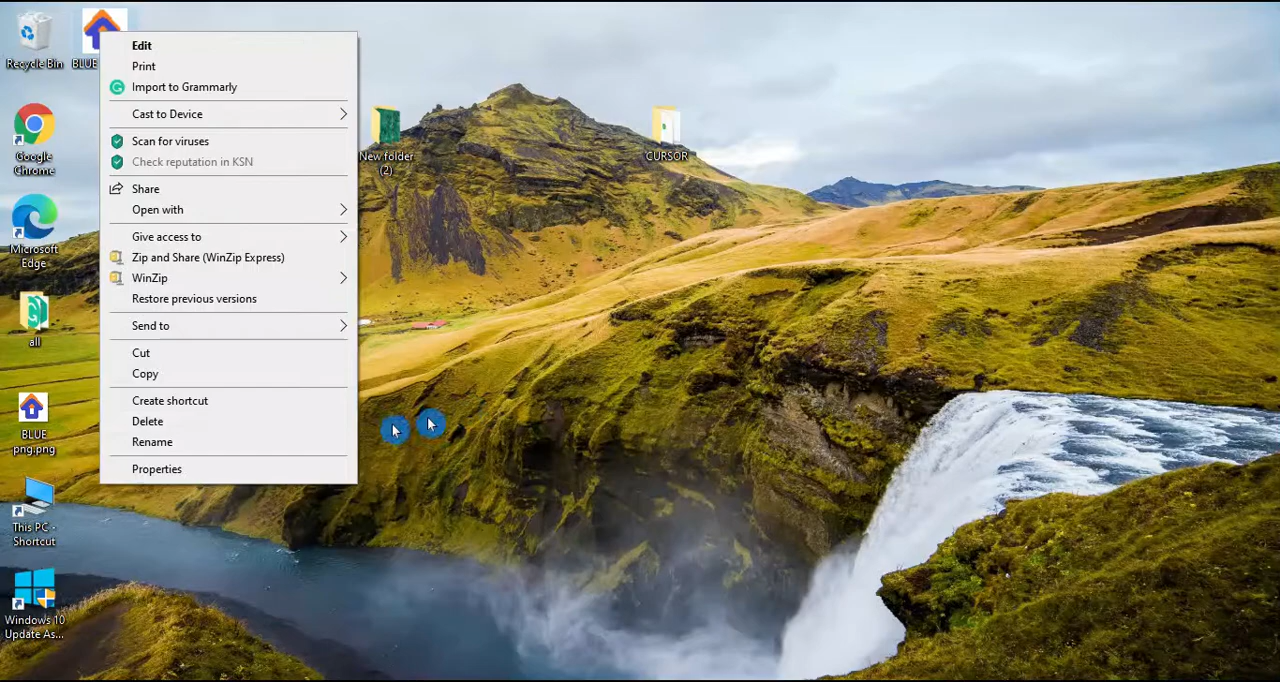 Recycle Bin
BLUE
Edit
Print
Import to Grammarly
Cast to Device
Scan for viruses
Check reputation in KSN
Share
Open with
Give access to
Zip and Share (WinZip Express)
WinZip
Restore previous versions
Send to
Cut
Copy
Create shortcut
Delete
Rename
Properties
New folder
(2)
CURSOR
Google
Chrome
Microsoft
Edge
all
BLUE
png.png
This PC -
Shortcut
Windows 10
Update As...